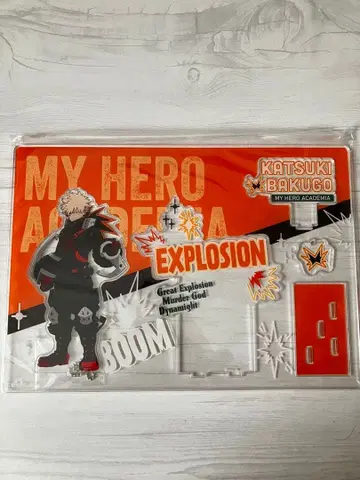 MY HERO
ACADEMIA
KATSUKI
BAKUGO
MY HERO ACADEMIA
EXPLOSION
Great Explosion
Murder God
Dynamight
BOOM